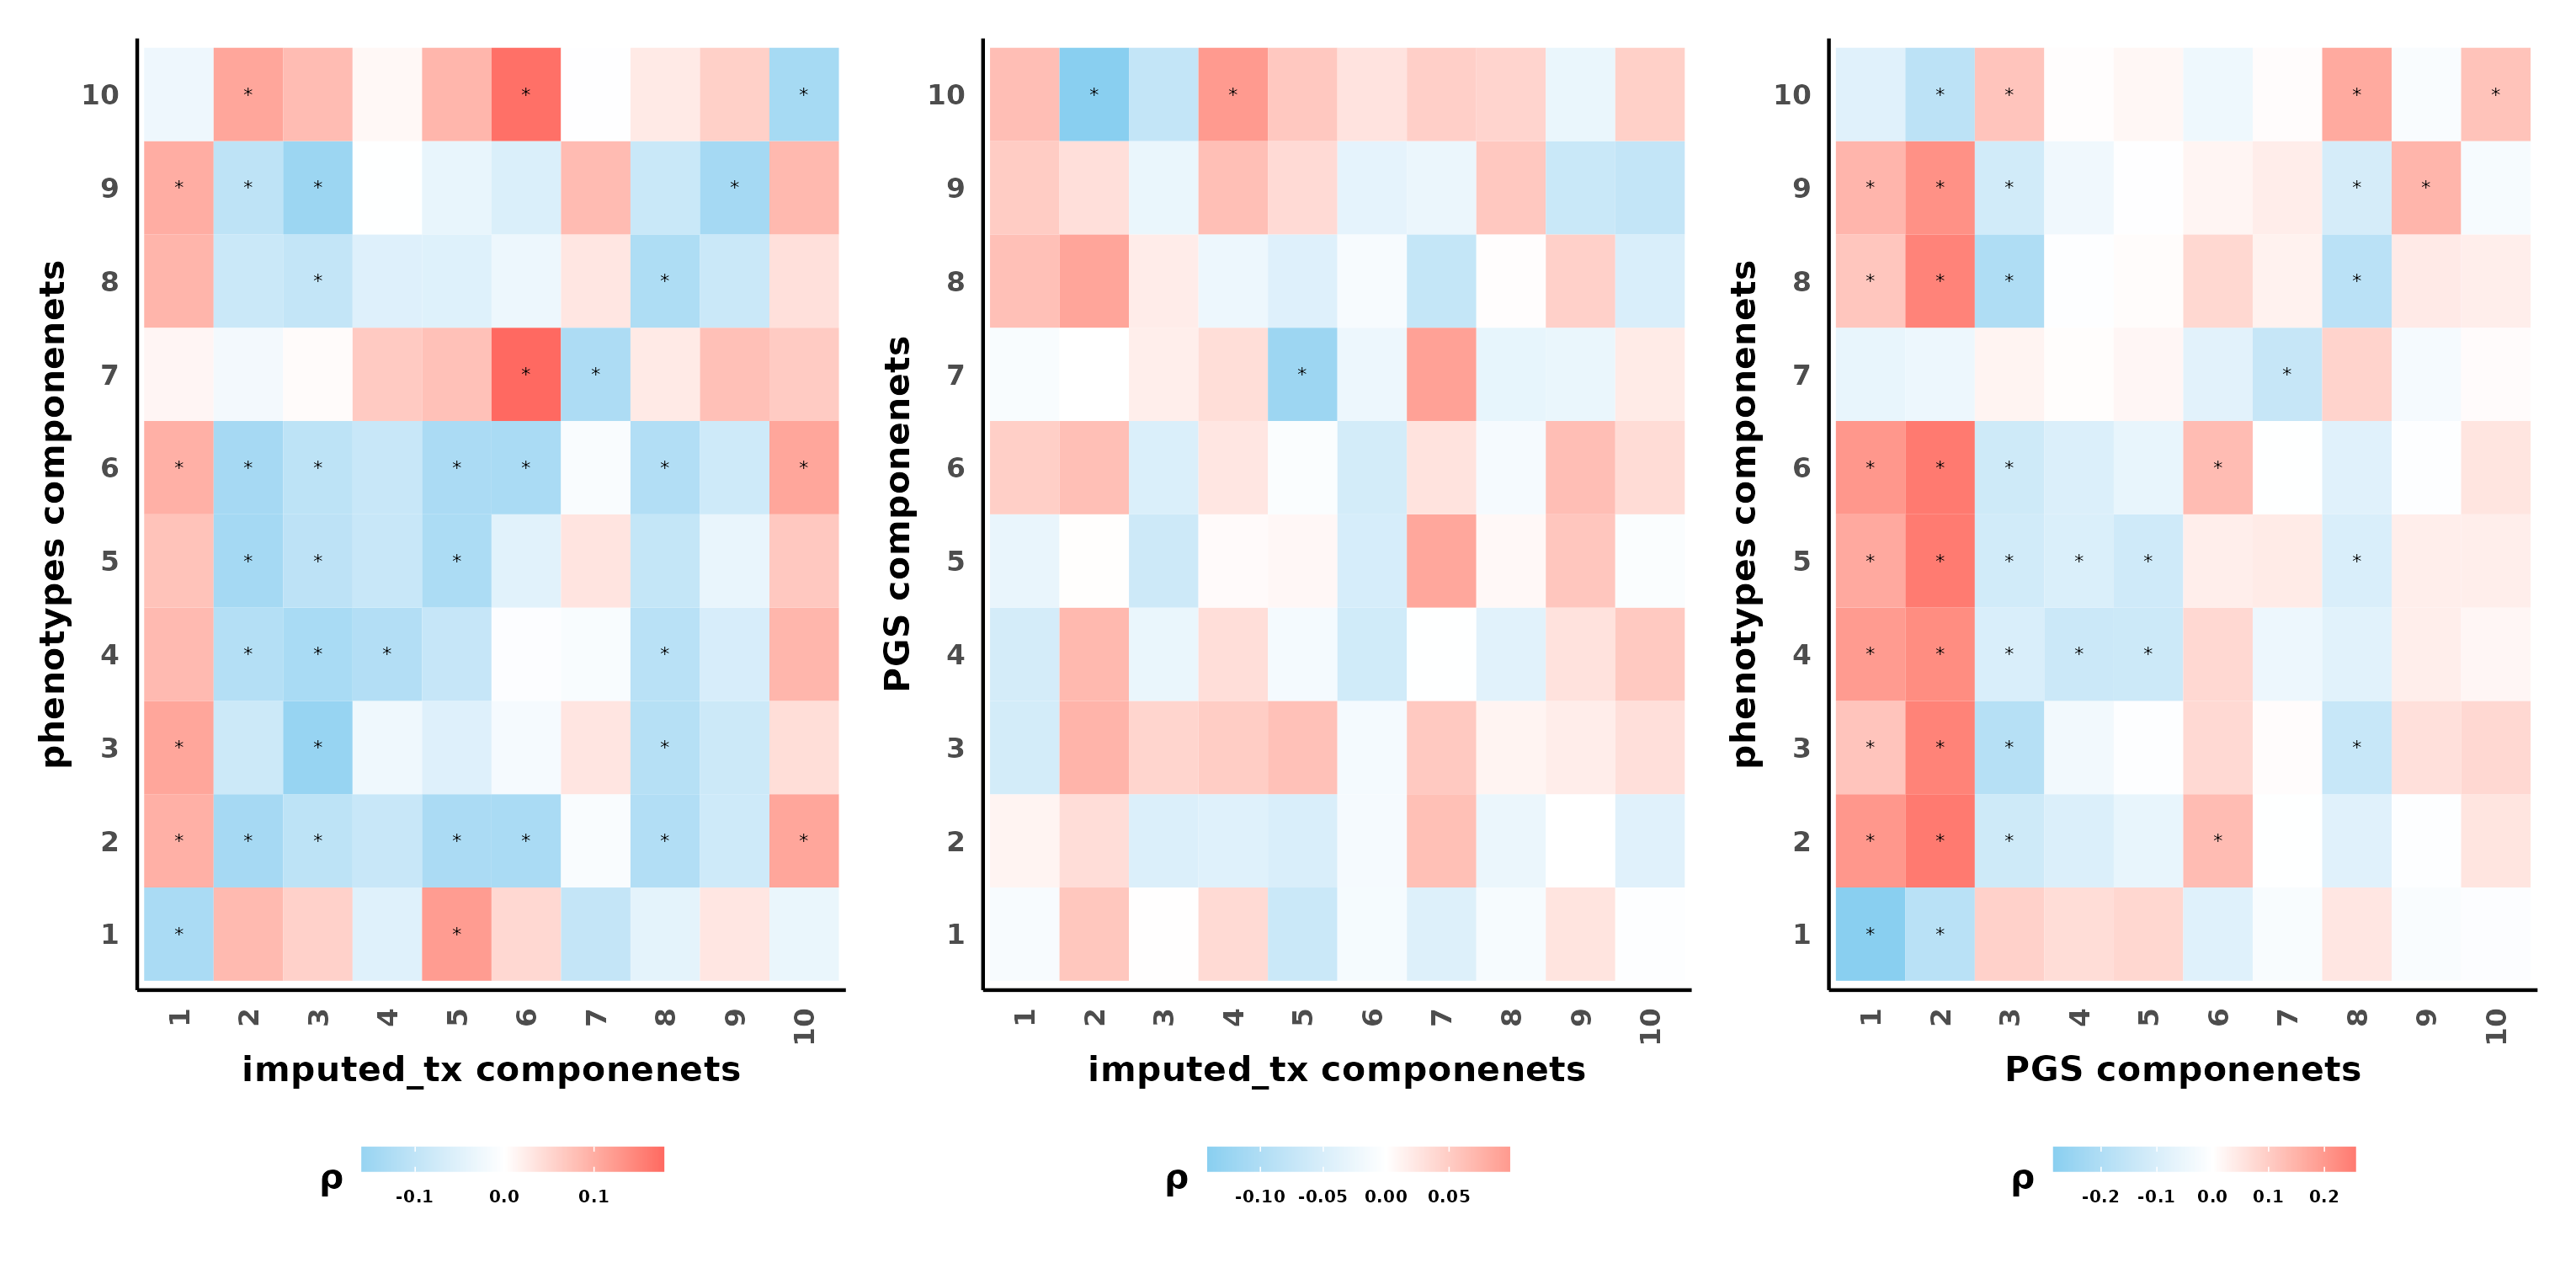 phenotypes componenets
10 * * *
9 * * * *
8 * *
7 * *
6 * * * * * * *
5 * * *
4 * * * *
3 * * *
2 * * * * * * *
1 * *
1 2 3 4 5 6 7 8 9 10
imputed_tx componenets
ρ
-0.1 0.0 0.1
PGS componenets
10 * *
9
8
7 *
6
5
4
3
2
1
1 2 3 4 5 6 7 8 9 10
imputed_tx componenets
ρ
-0.10 -0.05 0.00 0.05
phenotypes componenets
10 * * * *
9 * * * * *
8 * * * *
7 *
6 * * * *
5 * * * * * *
4 * * * * *
3 * * * *
2 * * * *
1 * *
1 2 3 4 5 6 7 8 9 10
PGS componenets
ρ
-0.2 -0.1 0.0 0.1 0.2